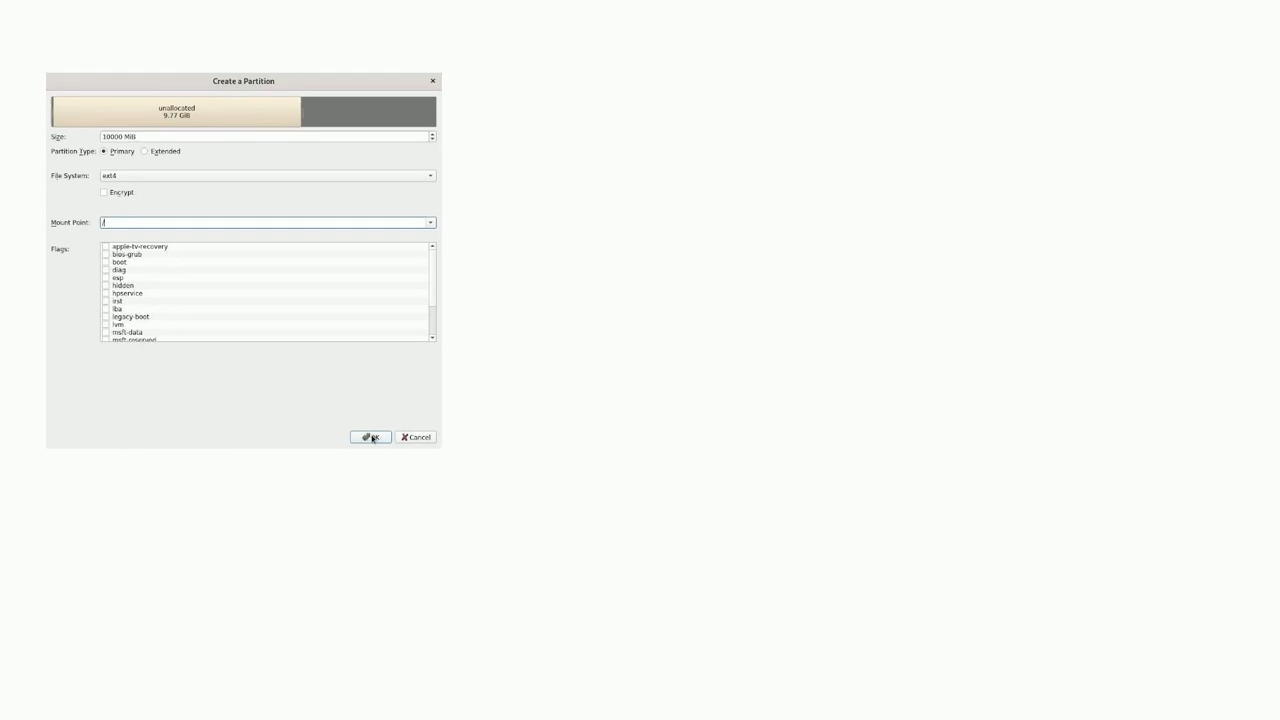 Create a Partition
unallocated
9.77 GiB
Size: 10000 MiB
Partition Type: Primary Extended
File System: ext4
Encrypt
Mount Point: /
Flags:
apple-tv-recovery
bios-grub
boot
diag
esp
hidden
hpservice
irst
lba
legacy-boot
lvm
msft-data
msft-reserved
Cancel